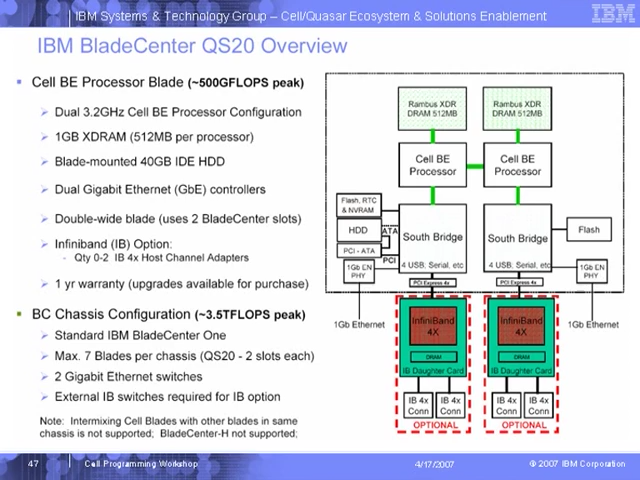 IBM Systems & Technology Group – Cell/Quasar Ecosystem & Solutions Enablement
IBM
IBM BladeCenter QS20 Overview
Cell BE Processor Blade (~500GFLOPS peak)
Dual 3.2GHz Cell BE Processor Configuration
1GB XDRAM (512MB per processor)
Blade-mounted 40GB IDE HDD
Dual Gigabit Ethernet (GbE) controllers
Double-wide blade (uses 2 BladeCenter slots)
Infiniband (IB) Option:
- Qty 0-2 IB 4x Host Channel Adapters
1 yr warranty (upgrades available for purchase)
BC Chassis Configuration (~3.5TFLOPS peak)
Standard IBM BladeCenter One
Max. 7 Blades per chassis (QS20 - 2 slots each)
2 Gigabit Ethernet switches
External IB switches required for IB option
Note: Intermixing Cell Blades with other blades in same
chassis is not supported; BladeCenter-H not supported;
Rambus XDR
DRAM 512MB
Rambus XDR
DRAM 512MB
Cell BE
Processor
Cell BE
Processor
Flash, RTC
& NVRAM
HDD
ATA
PCI - ATA
PCI
South Bridge
4 USB, Serial, etc
South Bridge
4 USB, Serial, etc
Flash
1Gb EN
PHY
1Gb EN
PHY
PCI Express 4x
PCI Express 4x
1Gb Ethernet
1Gb Ethernet
InfiniBand
4X
DRAM
IB Daughter Card
InfiniBand
4X
DRAM
IB Daughter Card
IB 4x
Conn
IB 4x
Conn
IB 4x
Conn
IB 4x
Conn
OPTIONAL
OPTIONAL
47
Cell Programming Workshop
4/17/2007
© 2007 IBM Corporation